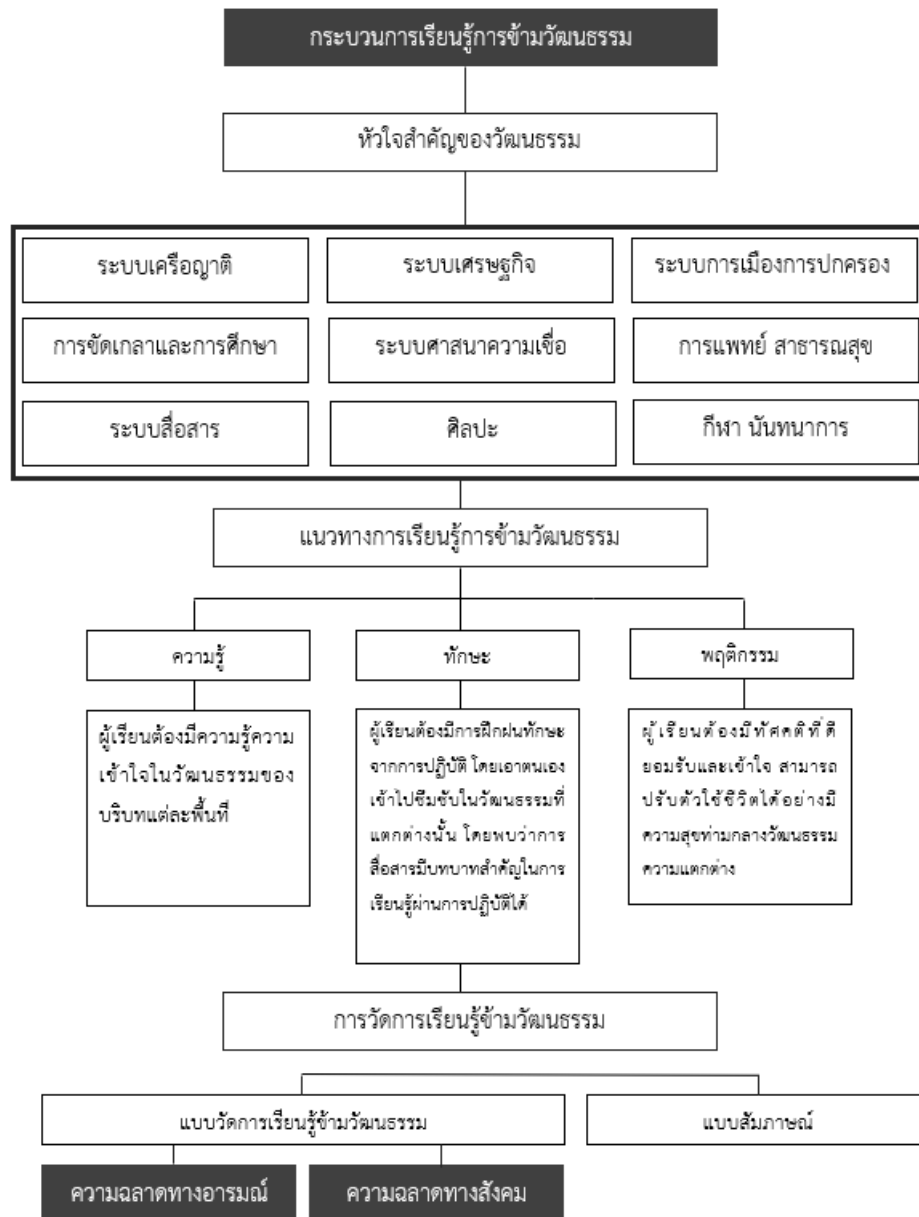 กระบวนการเรียนรู้การข้ามวัฒนธรรม
หัวใจสำคัญของวัฒนธรรม
ระบบเครือญาติ
ระบบเศรษฐกิจ
ระบบการเมืองการปกครอง
การขัดเกลาและการศึกษา
ระบบศาสนาความเชื่อ
การแพทย์ สาธารณสุข
ระบบสื่อสาร
ศิลปะ
กีฬา นันทนาการ
แนวทางการเรียนรู้การข้ามวัฒนธรรม
ความรู้
ผู้เรียนต้องมีความรู้ความ
เข้าใจในวัฒนธรรมของ
บริบทแต่ละพื้นที่
ทักษะ
ผู้เรียนต้องมีการฝึกฝนทักษะ
จากการปฏิบัติ โดยเอาตนเอง
เข้าไปซึมซับในวัฒนธรรมที่
แตกต่างนั้น โดยพบว่าการ
สื่อสารมีบทบาทสำคัญในการ
เรียนรู้ผ่านการปฏิบัติได้
พฤติกรรม
ผู้เรียนต้องมีทัศคติที่ดี
ยอมรับและเข้าใจ สามารถ
ปรับตัวใช้ชีวิตได้อย่างมี
ความสุขท่ามกลางวัฒนธรรม
ความแตกต่าง
การวัดการเรียนรู้ข้ามวัฒนธรรม
แบบวัดการเรียนรู้ข้ามวัฒนธรรม
แบบสัมภาษณ์
ความฉลาดทางอารมณ์
ความฉลาดทางสังคม